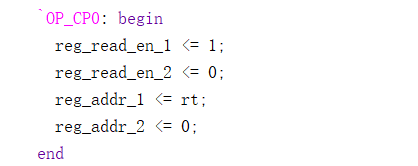 `OP_CP0: begin
reg_read_en_1 <= 1;
reg_read_en_2 <= 0;
reg_addr_1 <= rt;
reg_addr_2 <= 0;
end